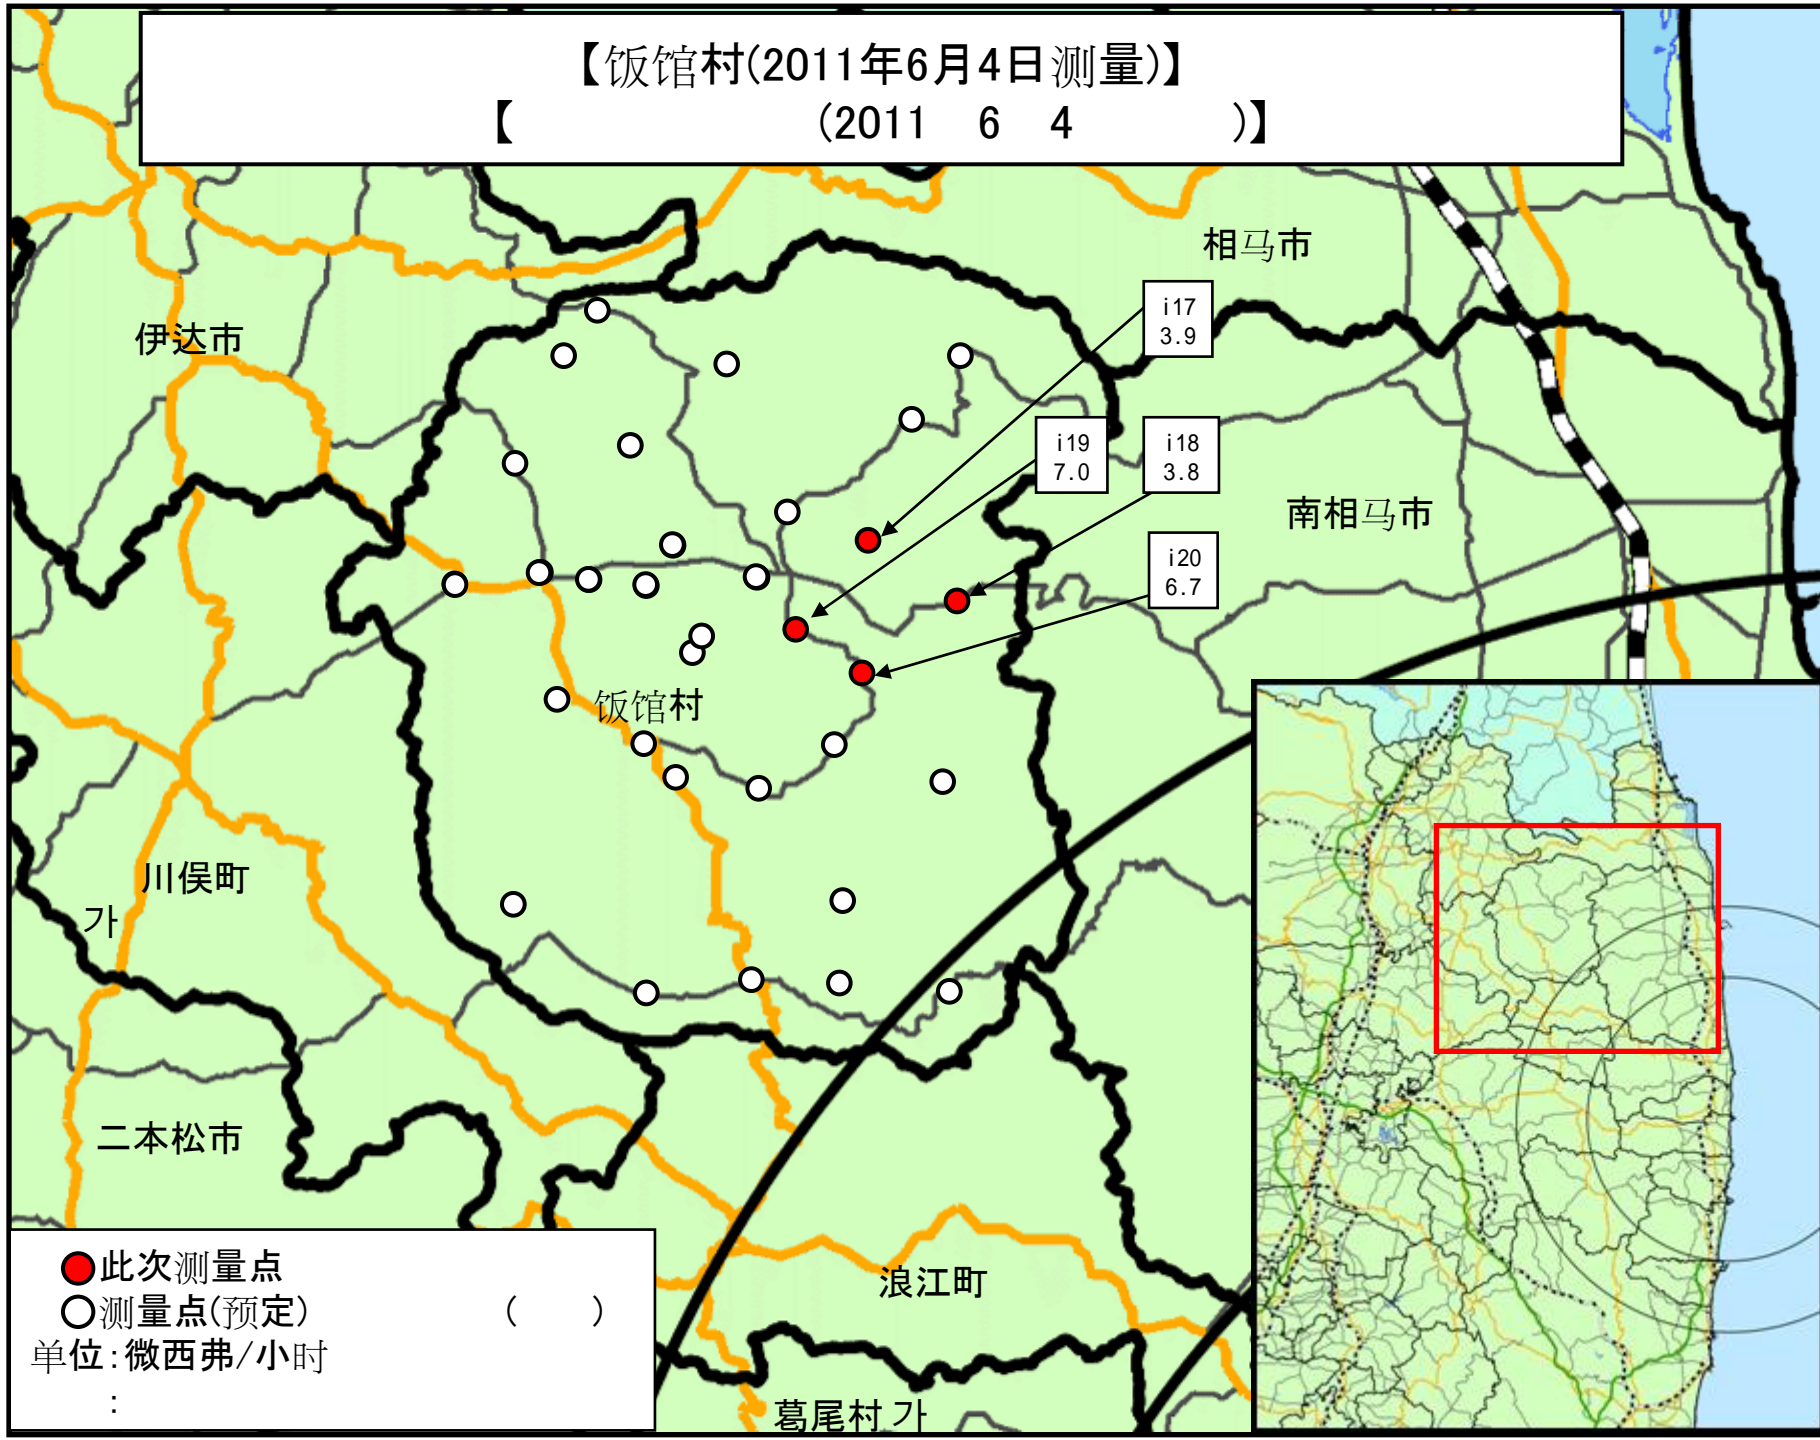 【饭馆村(2011年6月4日测量)】
【 (2011 6 4 )】
相马市
i17
3.9
伊达市
i19
7.0
i18
3.8
南相马市
i20
6.7
饭馆村
川俣町
가
二本松市
浪江町
葛尾村 가
此次测量点
测量点(预定) ( )
单位:微西弗/小时
: